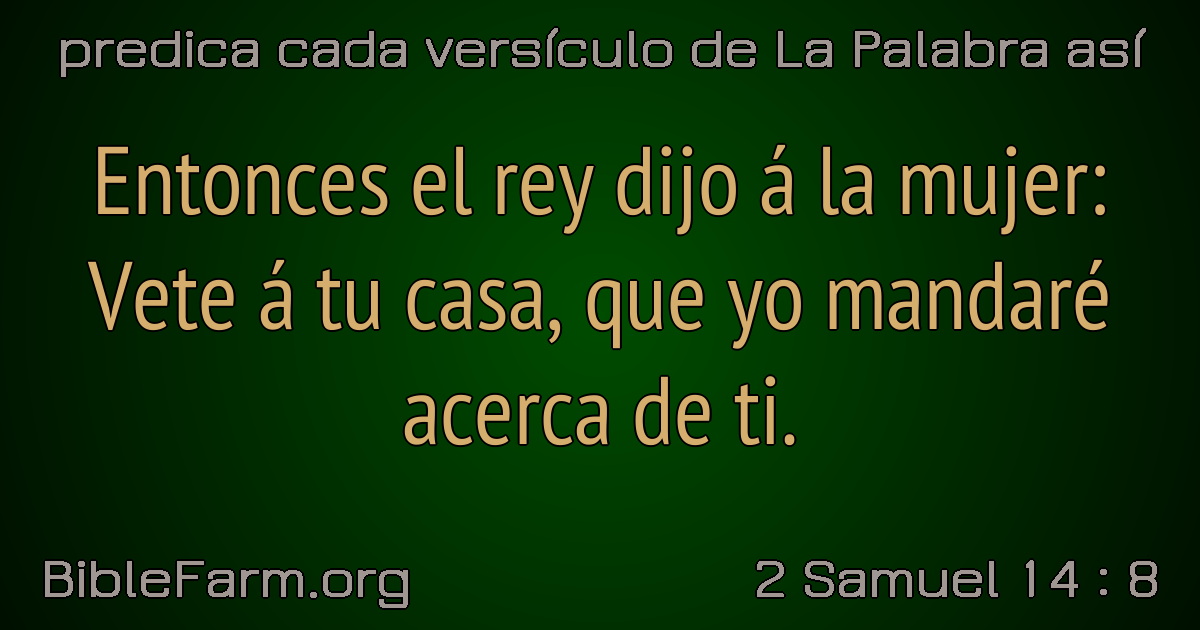 predica cada versículo de La Palabra así
Entonces el rey dijo á la mujer:
Vete á tu casa, que yo mandaré
acerca de ti.
BibleFarm.org
2 Samuel 14 : 8